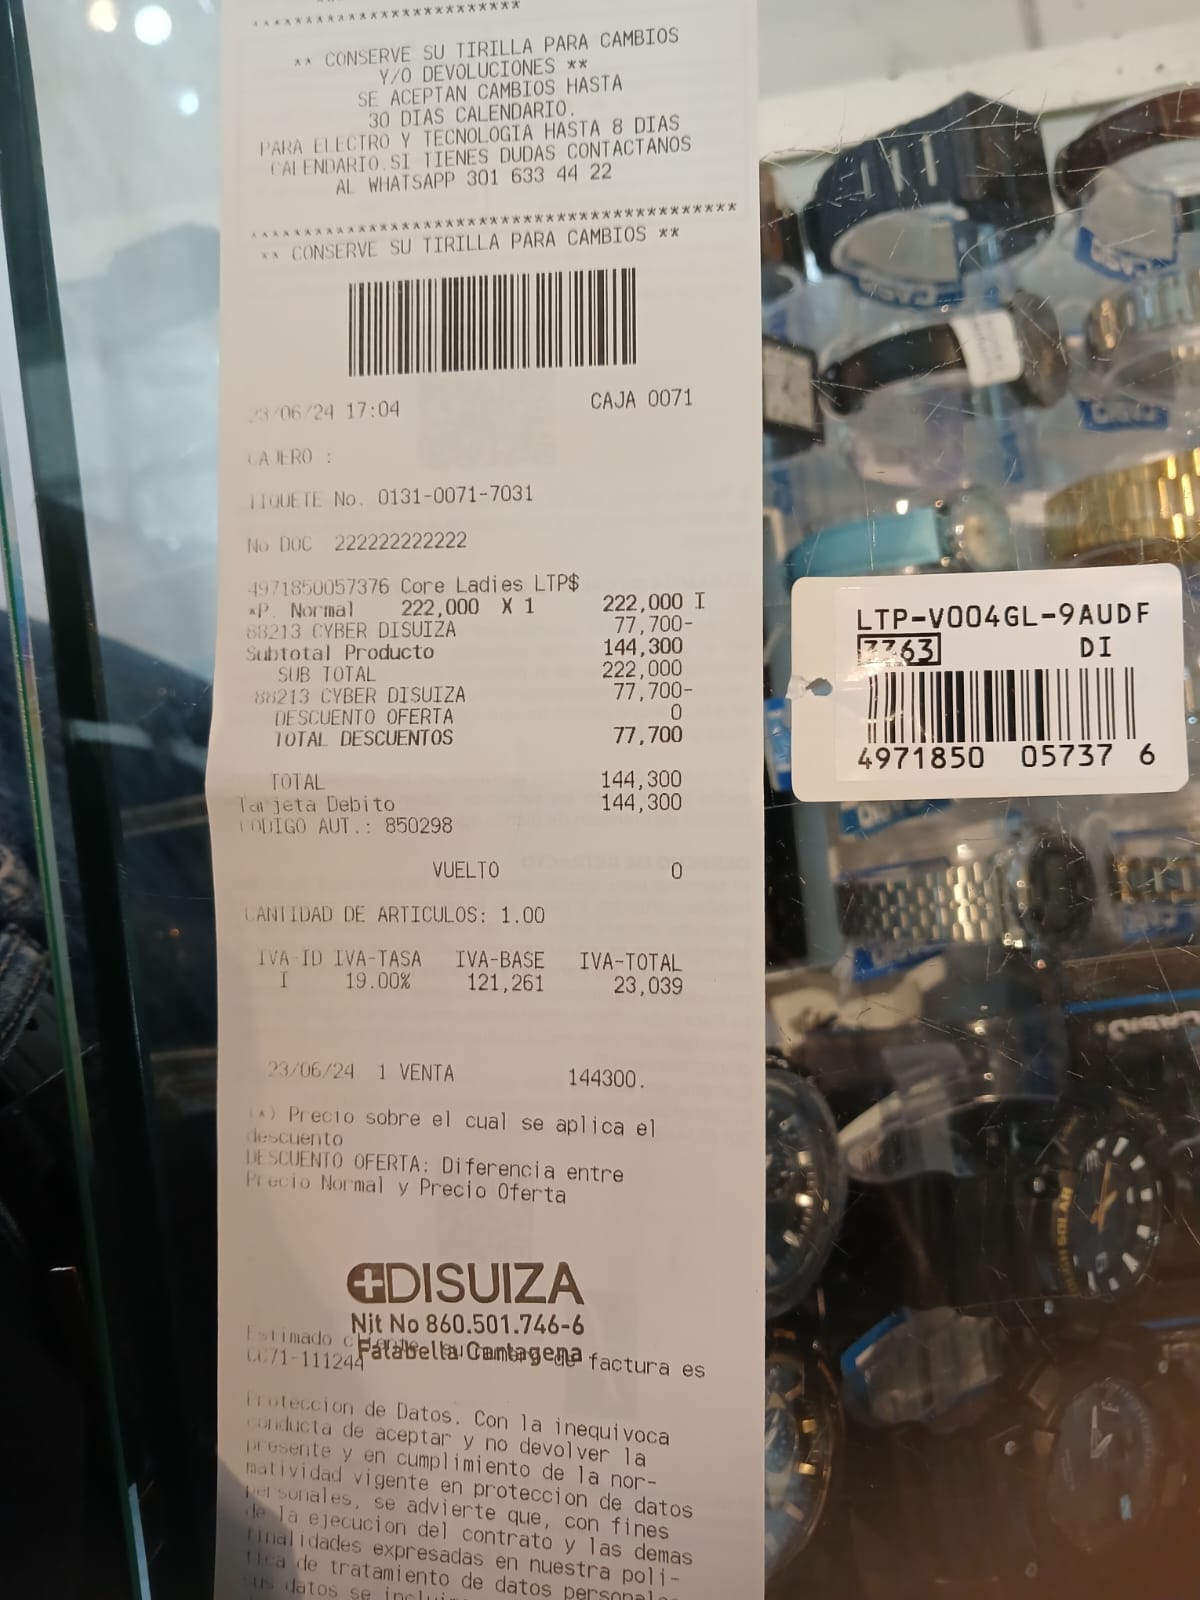 ** CONSERVE SU TIRILLA PARA CAMBIOS
Y/O DEVOLUCIONES **
SE ACEPTAN CAMBIOS HASTA
30 DIAS CALENDARIO.
PARA ELECTRO Y TECNOLOGIA HASTA 8 DIAS
CALENDARIO.SI TIENES DUDAS CONTACTANOS
AL WHATSAPP 301 633 44 22
** CONSERVE SU TIRILLA PARA CAMBIOS **
23/06/24 17:04 CAJA 0071
CAJERO :
TIQUETE No. 0131-0071-7031
No DOC 222222222222
4971850057376 Core Ladies LTP$
*P. Normal 222,000 X 1 222,000 I
88213 CYBER DISUIZA 77,700-
Subtotal Producto 144,300
SUB TOTAL 222,000
88213 CYBER DISUIZA 77,700-
DESCUENTO OFERTA 0
TOTAL DESCUENTOS 77,700
TOTAL 144,300
Tarjeta Debito 144,300
CODIGO AUT.: 850298
VUELTO 0
CANTIDAD DE ARTICULOS: 1.00
IVA-ID IVA-TASA IVA-BASE IVA-TOTAL
I 19.00% 121,261 23,039
23/06/24 1 VENTA 144300.
(*) Precio sobre el cual se aplica el
descuento
DESCUENTO OFERTA: Diferencia entre
Precio Normal y Precio Oferta
DISUIZA
Nit No 860.501.746-6
Estimado
Falabella Cartagena
CC71-111244 factura es
Proteccion de Datos. Con la inequivoca
conducta de aceptar y no devolver la
presente y en cumplimiento de la nor-
matividad vigente en proteccion de datos
personales, se advierte que, con fines
de la ejecucion del contrato y las demas
finalidades expresadas en nuestra poli-
tica de tratamiento de datos
sus datos se
LTP-V004GL-9AUDF
3363 DI
4971850 05737 6
CASIO
SOLAR